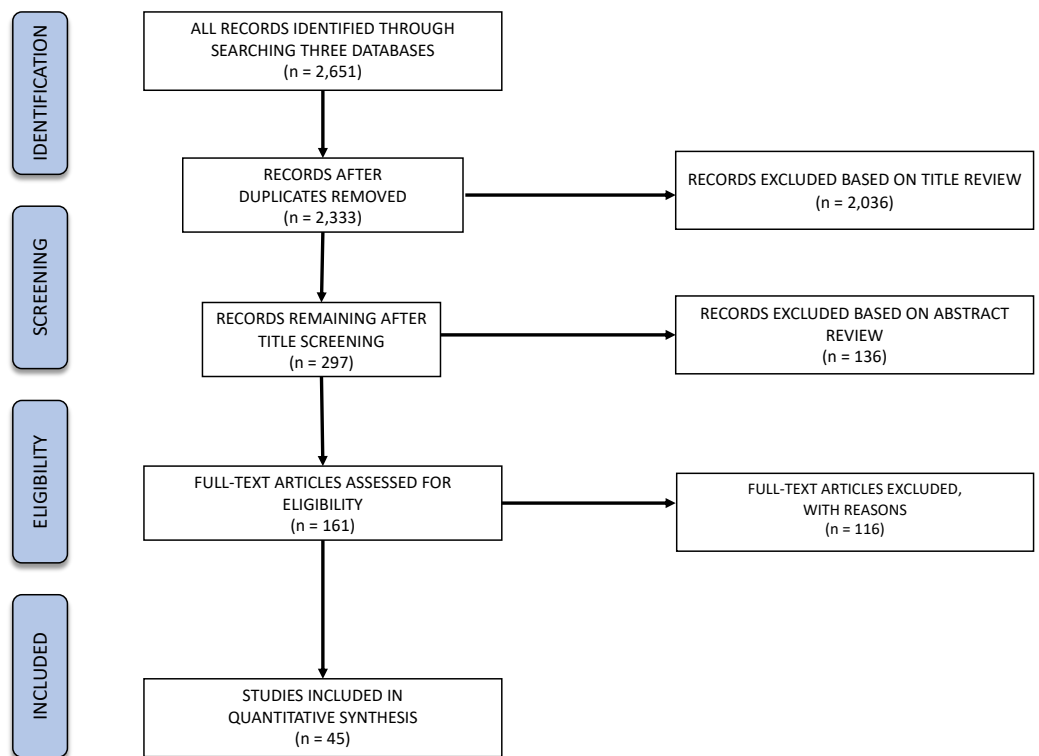 IDENTIFICATION
ALL RECORDS IDENTIFIED THROUGH
SEARCHING THREE DATABASES
(n = 2,651)
RECORDS AFTER
DUPLICATES REMOVED
(n = 2,333)
RECORDS EXCLUDED BASED ON TITLE REVIEW
(n = 2,036)
SCREENING
RECORDS REMAINING AFTER
TITLE SCREENING
(n = 297)
RECORDS EXCLUDED BASED ON ABSTRACT
REVIEW
(n = 136)
ELIGIBILITY
FULL-TEXT ARTICLES ASSESSED FOR
ELIGIBILITY
(n = 161)
FULL-TEXT ARTICLES EXCLUDED,
WITH REASONS
(n = 116)
INCLUDED
STUDIES INCLUDED IN
QUANTITATIVE SYNTHESIS
(n = 45)